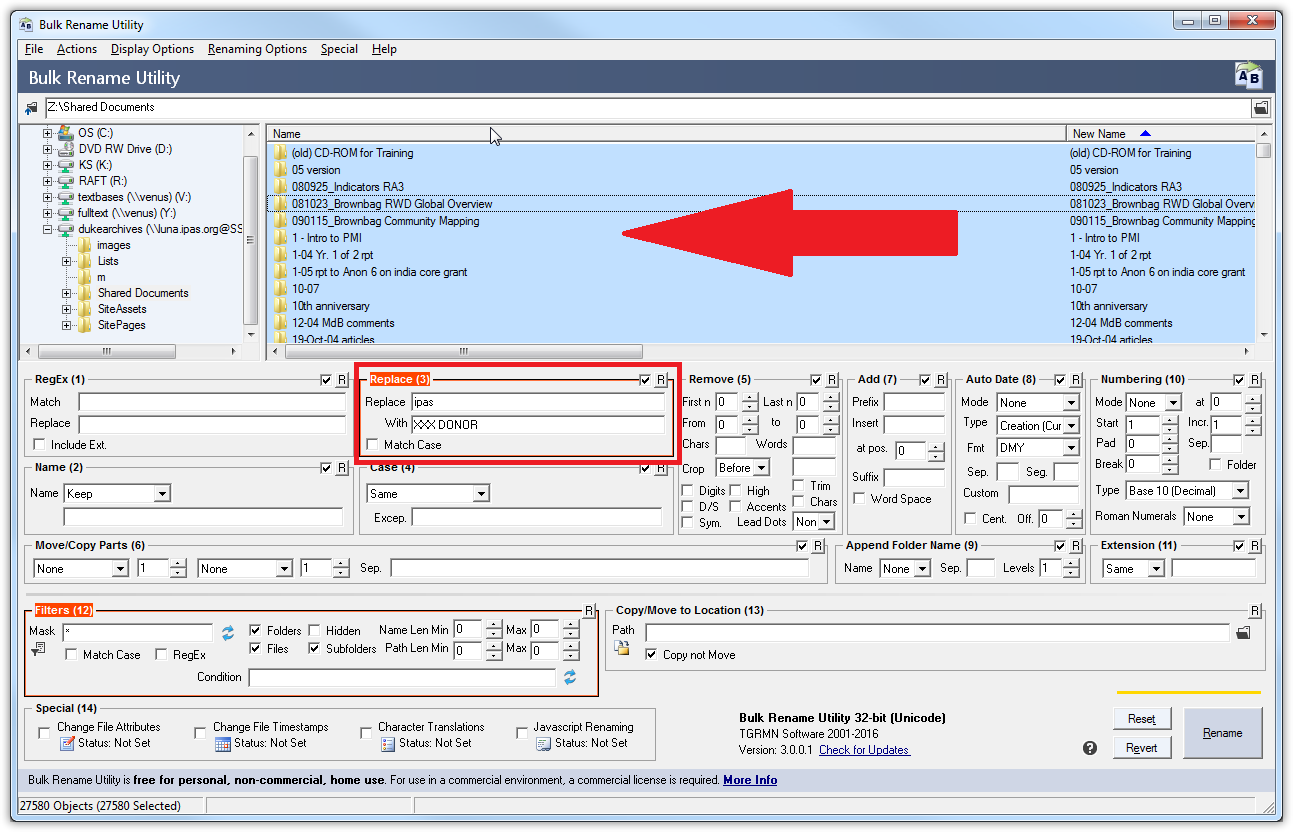 Bulk Rename Utility
File Actions Display Options Renaming Options Special Help
Bulk Rename Utility
Z:\Shared Documents
OS (C:)
DVD RW Drive (D:)
KS (K:)
RAFT (R:)
textbases (\\venus) (V:)
fulltext (\\venus) (Y:)
dukearchives (\\luna.ipas.org@SS
images
Lists
m
Shared Documents
SiteAssets
SitePages
Name New Name
(old) CD-ROM for Training (old) CD-ROM for Training
05 version 05 version
080925_Indicators RA3 080925_Indicators RA3
081023_Brownbag RWD Global Overview 081023_Brownbag RWD Global Overv
090115_Brownbag Community Mapping 090115_Brownbag Community Mapping
1 - Intro to PMI 1 - Intro to PMI
1-04 Yr. 1 of 2 rpt 1-04 Yr. 1 of 2 rpt
1-05 rpt to Anon 6 on india core grant 1-05 rpt to Anon 6 on india core grant
10-07 10-07
10th anniversary 10th anniversary
12-04 MdB comments 12-04 MdB comments
19-Oct-04 articles 19-Oct-04 articles
RegEx (1) R
Match
Replace
Include Ext.
Replace (3) R
Replace ipas
With XXX DONOR
Match Case
Remove (5) R
First n 0 Last n 0
From 0 to 0
Chars Words
Crop Before
Digits High Trim
D/S Accents Chars
Sym. Lead Dots Non
Add (7) R
Prefix
Insert
at pos. 0
Suffix
Word Space
Auto Date (8) R
Mode None
Type Creation (Cur
Fmt DMY
Sep. Seg.
Custom
Cent. Off. 0
Numbering (10) R
Mode None at 0
Start 1 Incr. 1
Pad 0 Sep.
Break 0 Folder
Type Base 10 (Decimal)
Roman Numerals None
Name (2) R
Name Keep
Case (4) R
Same
Excep.
Move/Copy Parts (6) R
None 1 None 1 Sep.
Append Folder Name (9) R
Name None Sep. Levels 1
Extension (11) R
Same
Filters (12) R
Mask * Folders Hidden Name Len Min 0 Max 0
Match Case RegEx Files Subfolders Path Len Min 0 Max 0
Condition
Copy/Move to Location (13) R
Path
Copy not Move
Special (14)
Change File Attributes Change File Timestamps Character Translations Javascript Renaming
Status: Not Set Status: Not Set Status: Not Set Status: Not Set
Bulk Rename Utility 32-bit (Unicode)
TGRMN Software 2001-2016
Version: 3.0.0.1 Check for Updates
Reset
Revert
Rename
Bulk Rename Utility is free for personal, non-commercial, home use. For use in a commercial environment, a commercial license is required. More Info
27580 Objects (27580 Selected)